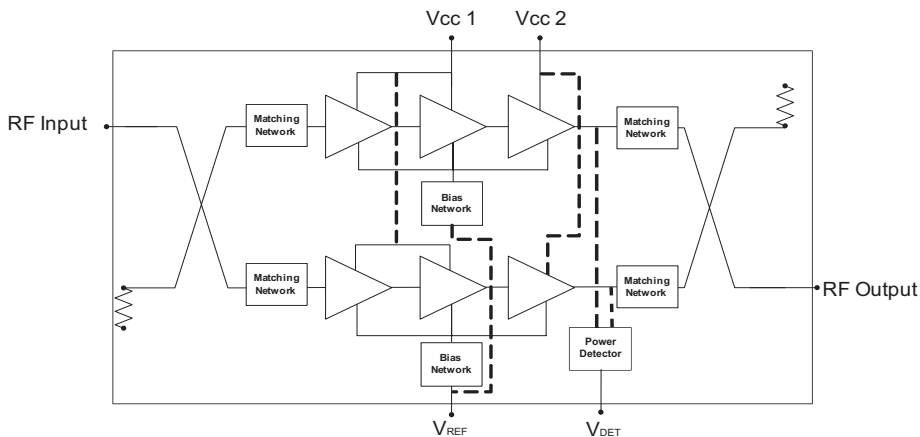 Vcc 1
Vcc 2
RF Input
Matching
Network
Matching
Network
Bias
Network
Matching
Network
Matching
Network
RF Output
Power
Detector
Bias
Network
VREF
VDET